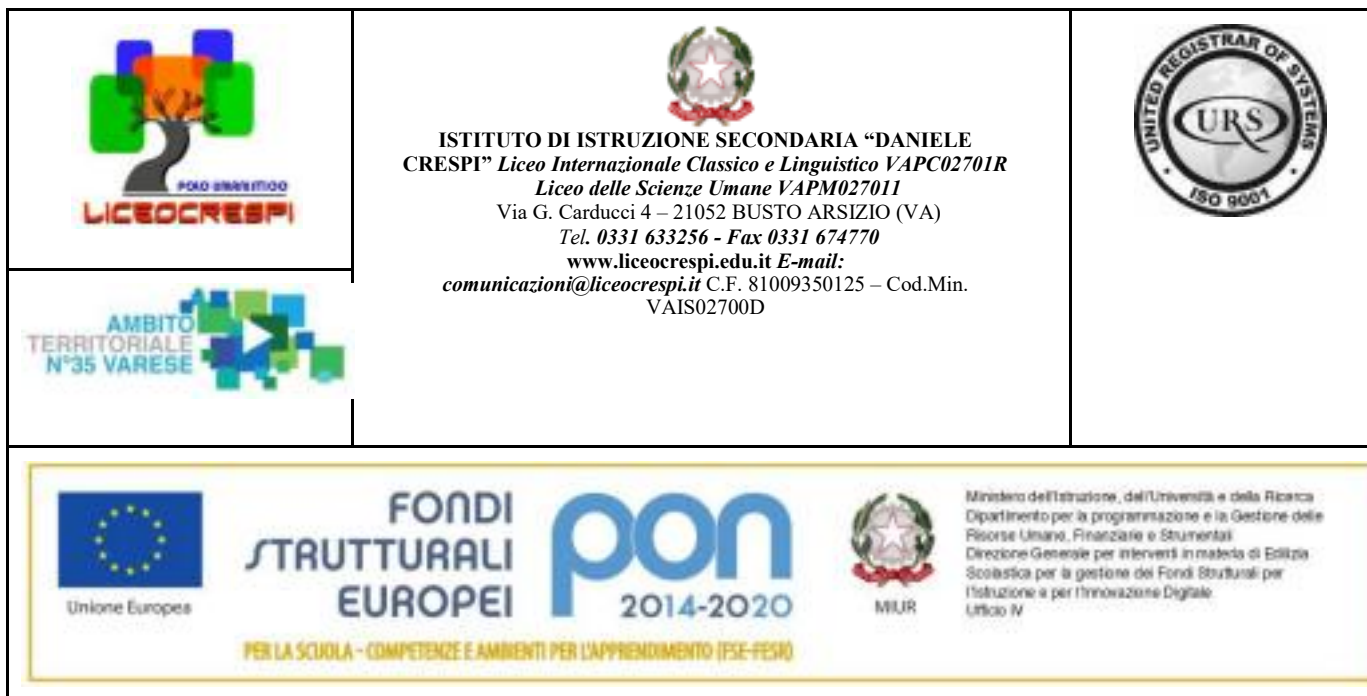 POLO UMANISTICO
LICEOCRESPI
AMBITO
TERRITORIALE
N°35 VARESE
ISTITUTO DI ISTRUZIONE SECONDARIA “DANIELE
CRESPI” Liceo Internazionale Classico e Linguistico VAPC02701R
Liceo delle Scienze Umane VAPM027011
Via G. Carducci 4 – 21052 BUSTO ARSIZIO (VA)
Tel. 0331 633256 - Fax 0331 674770
www.liceocrespi.edu.it E-mail:
comunicazioni@liceocrespi.it C.F. 81009350125 – Cod.Min.
VAIS02700D
UNITED REGISTRAR OF SYSTEMS
URS
ISO 9001
Unione Europea
FONDI
STRUTTURALI
EUROPEI
pon
2014-2020
PER LA SCUOLA - COMPETENZE E AMBIENTI PER L'APPRENDIMENTO (FSE-FESR)
MIUR
Ministero dell'Istruzione, dell'Università e della Ricerca
Dipartimento per la programmazione e la Gestione delle
Risorse Umane, Finanziarie e Strumentali
Direzione Generale per interventi in materia di Edilizia
Scolastica per la gestione dei Fondi Strutturali per
l'Istruzione e per l'Innovazione Digitale
Ufficio IV